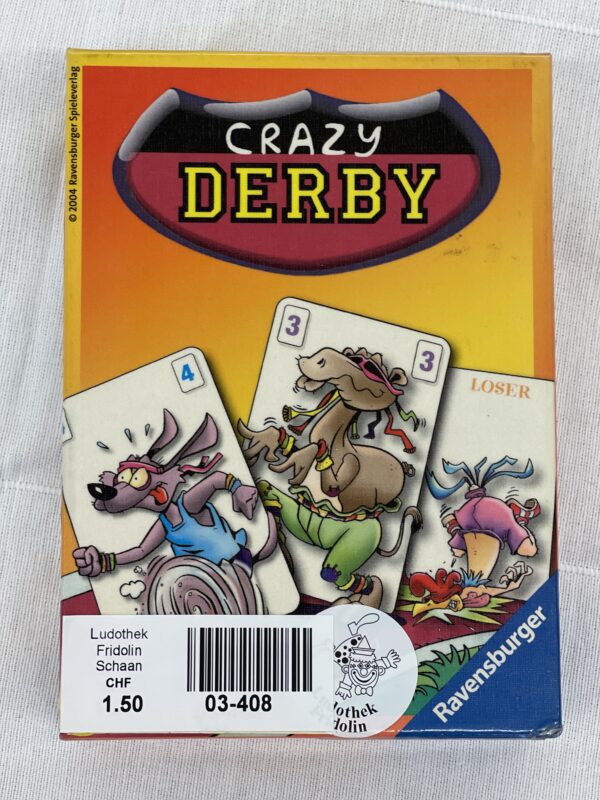 © 2004 Ravensburger Spieleverlag
CRAZY
DERBY
4
3
3
LOSER
Ludothek
Fridolin
Schaan
CHF
1.50
03-408
Ravensburger